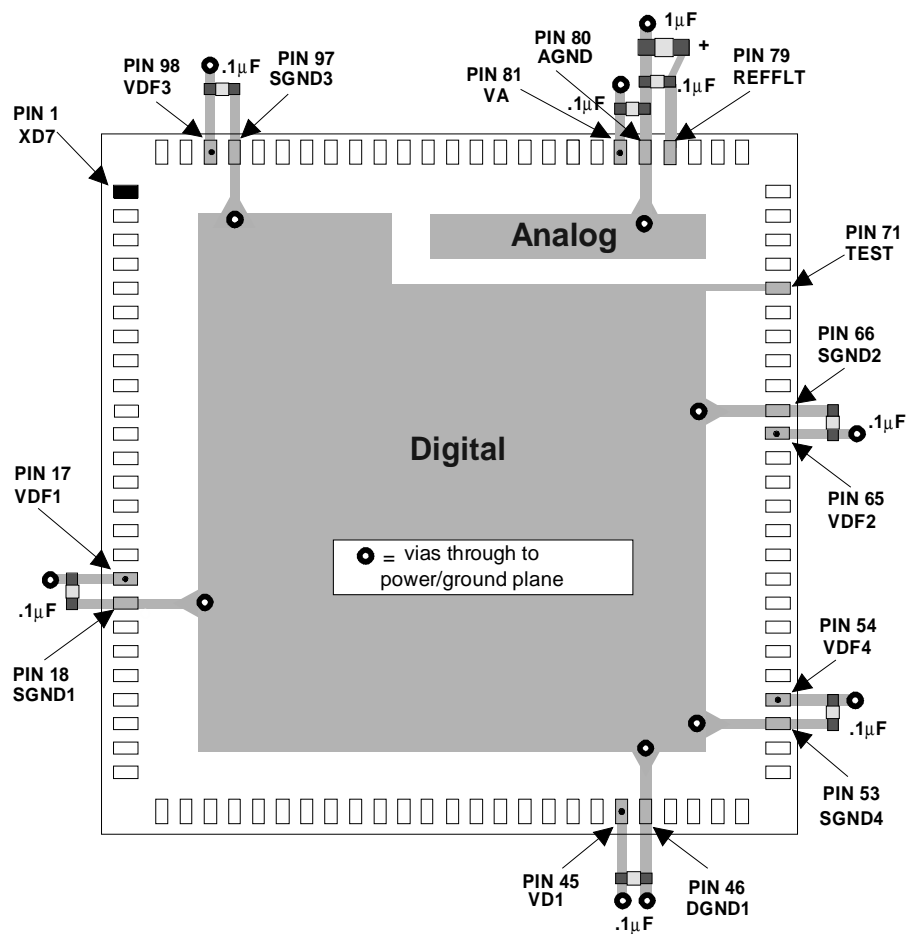 PIN 98
VDF3
.1µF
PIN 97
SGND3
PIN 80
AGND
1µF
+
PIN 81
VA
.1µF
.1µF
PIN 79
REFFLT
PIN 1
XD7
Analog
PIN 71
TEST
PIN 66
SGND2
.1µF
Digital
PIN 17
VDF1
PIN 65
VDF2
= vias through to
power/ground plane
.1µF
PIN 54
VDF4
PIN 18
SGND1
.1µF
PIN 53
SGND4
PIN 45
VD1
PIN 46
DGND1
.1µF